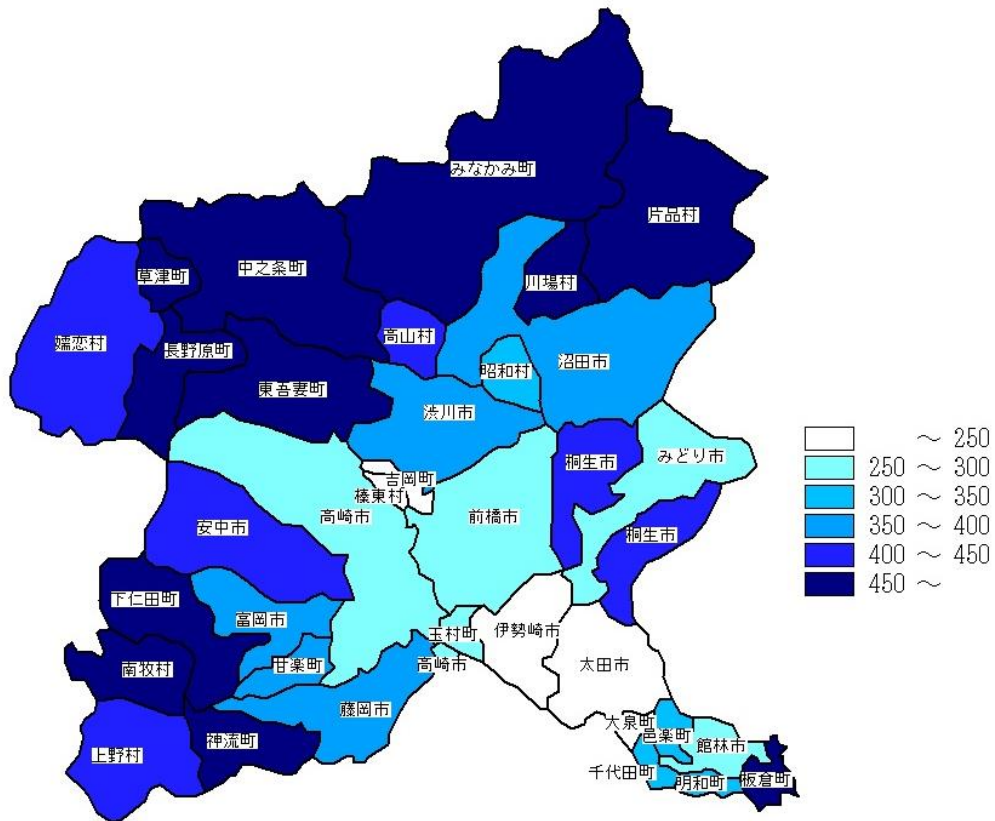 みなかみ町
片品村
中之条町
草津町
川場村
高山村
嬬恋村
長野原町
沼田市
昭和村
東吾妻町
渋川市
みどり市
桐生市
吉岡町
榛東村
高崎市
前橋市
安中市
桐生市
下仁田町
富岡市
玉村町
伊勢崎市
高崎市
太田市
南牧村
甘楽町
藤岡市
大泉町
邑楽町
館林市
神流町
上野村
千代田町
明和町
板倉町
~ 250
250 ~ 300
300 ~ 350
350 ~ 400
400 ~ 450
450 ~